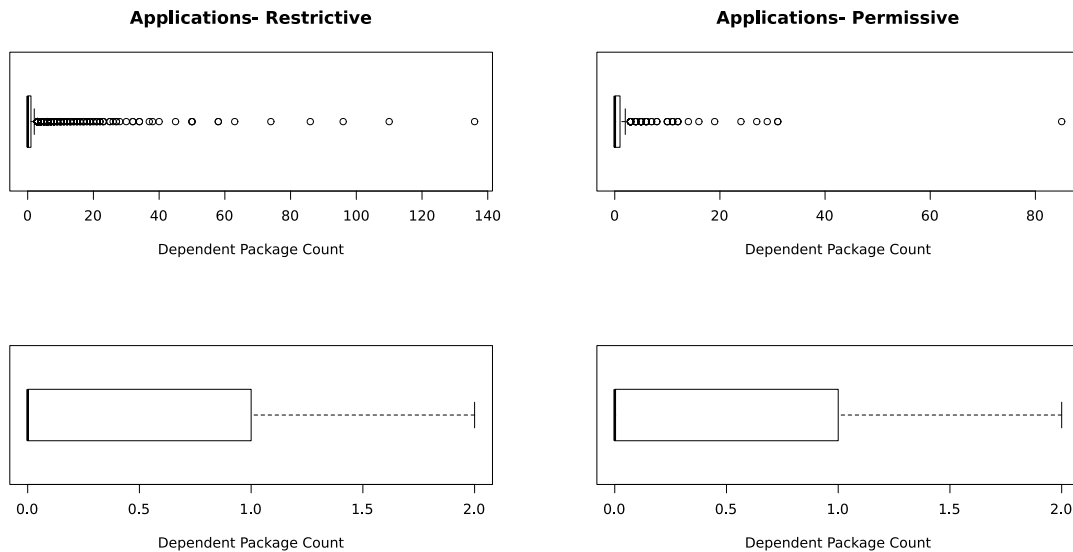 Applications- Restrictive
Applications- Permissive
0 20 40 60 80 100 120 140
Dependent Package Count
0 20 40 60 80
Dependent Package Count
0.0 0.5 1.0 1.5 2.0
Dependent Package Count
0.0 0.5 1.0 1.5 2.0
Dependent Package Count